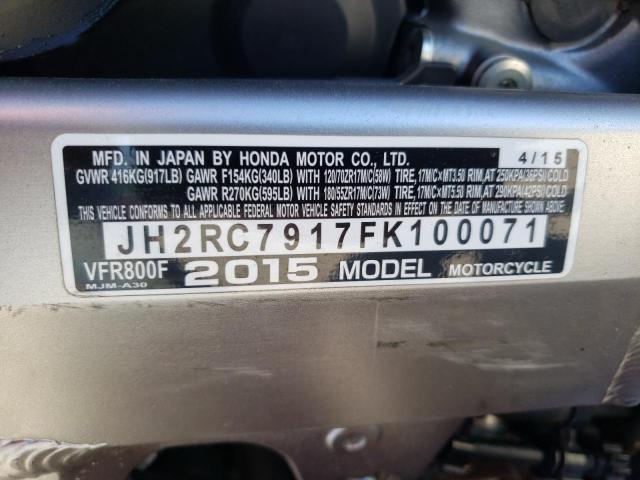 MFD. IN JAPAN BY HONDA MOTOR CO., LTD. 4/15
GVWR 416KG(917LB) GAWR F154KG(340LB) WITH 120/70ZR17M/C(58W) TIRE, 17M/C×MT3.50 RIM, AT 250KPA(36PSI)COLD
GAWR R270KG(595LB) WITH 180/55ZR17M/C(73W) TIRE, 17M/C×MT5.50 RIM, AT 290KPA(42PSI)COLD
THIS VEHICLE CONFORMS TO ALL APPLICABLE FEDERAL MOTOR VEHICLE SAFETY STANDARDS IN EFFECT ON THE DATE OF MANUFACTURE SHOWN ABOVE.
JH2RC7917FK100071
VFR800F 2015 MODEL MOTORCYCLE
MJM-A30